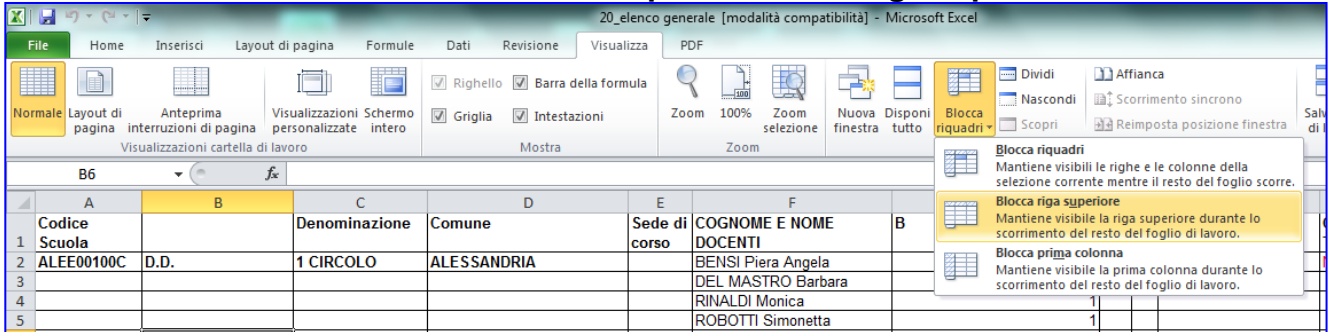 20_elenco generale [modalità compatibilità] - Microsoft Excel
File Home Inserisci Layout di pagina Formule Dati Revisione Visualizza PDF
Normale
Layout di pagina
Anteprima interruzioni di pagina
Visualizzazioni personalizzate
Schermo intero
Visualizzazioni cartella di lavoro
Righello
Barra della formula
Griglia
Intestazioni
Mostra
Zoom
100%
Zoom selezione
Zoom
Nuova finestra
Disponi tutto
Blocca riquadri
Dividi
Nascondi
Scopri
Affianca
Scorrimento sincrono
Reimposta posizione finestra
Blocca riquadri
Mantiene visibili le righe e le colonne della
selezione corrente mentre il resto del foglio scorre.
Blocca riga superiore
Mantiene visibile la riga superiore durante lo
scorrimento del resto del foglio di lavoro.
Blocca prima colonna
Mantiene visibile la prima colonna durante lo
scorrimento del resto del foglio di lavoro.
B6 fx
A B C D E F
1 Codice Scuola Denominazione Comune Sede di corso COGNOME E NOME DOCENTI B
2 ALEE00100C D.D. 1 CIRCOLO ALESSANDRIA BENSI Piera Angela
3 DEL MASTRO Barbara
4 RINALDI Monica 1
5 ROBOTTI Simonetta 1